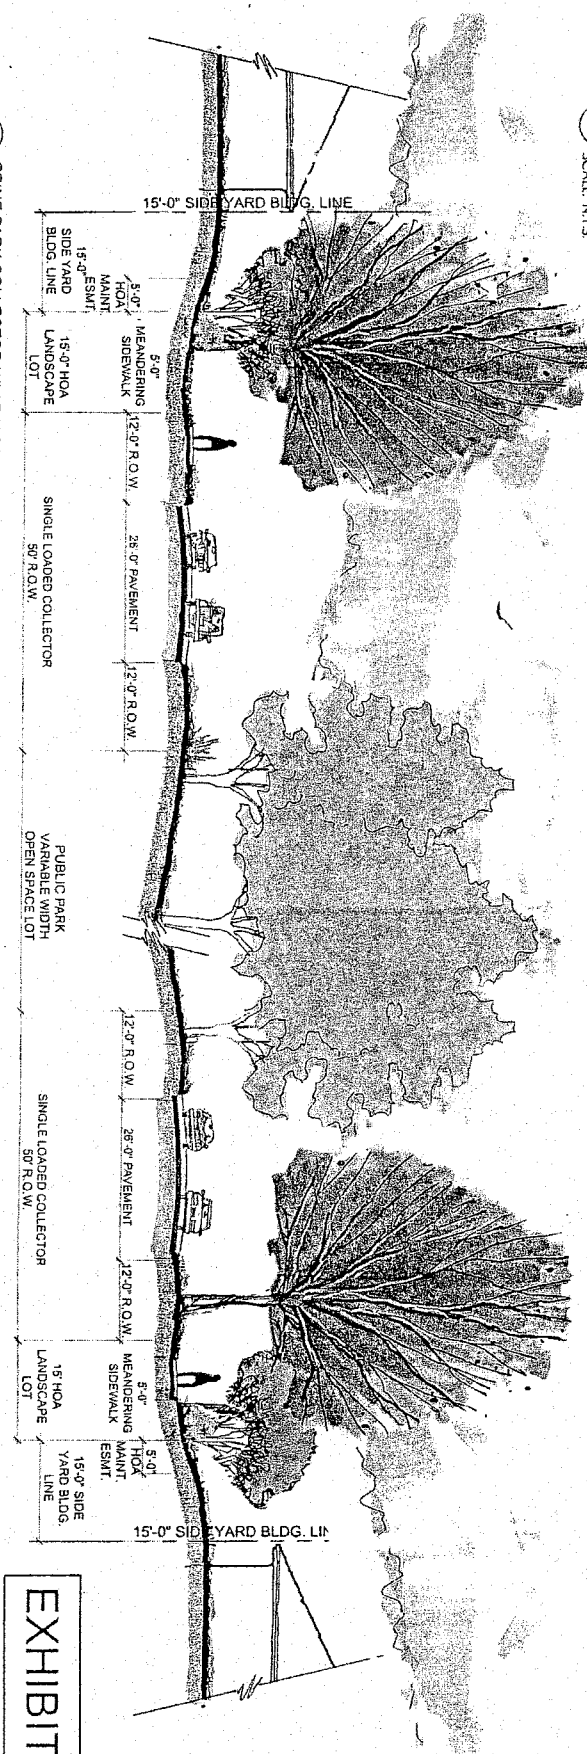 SCALE: N.T.S.
15'-0" SIDE YARD BLDG. LINE
15'-0"
SIDE YARD
BLDG. LINE
5'-0"
HOA
MAINT.
ESMT.
15'-0" HOA
LANDSCAPE
LOT
5'-0"
MEANDERING
SIDEWALK
12'-0" R.O.W.
26'-0" PAVEMENT
12'-0" R.O.W.
SINGLE LOADED COLLECTOR
50' R.O.W.
PUBLIC PARK
VARIABLE WIDTH
OPEN SPACE LOT
12'-0" R.O.W
26'-0" PAVEMENT
12'-0" R.O.W.
SINGLE LOADED COLLECTOR
50' R.O.W.
5'-0"
MEANDERING
SIDEWALK
15' HOA
LANDSCAPE
LOT
5'-0"
HOA
MAINT.
ESMT.
15'-0" SIDE
YARD BLDG.
LINE
15'-0" SIDE YARD BLDG. LIN
EXHIBIT